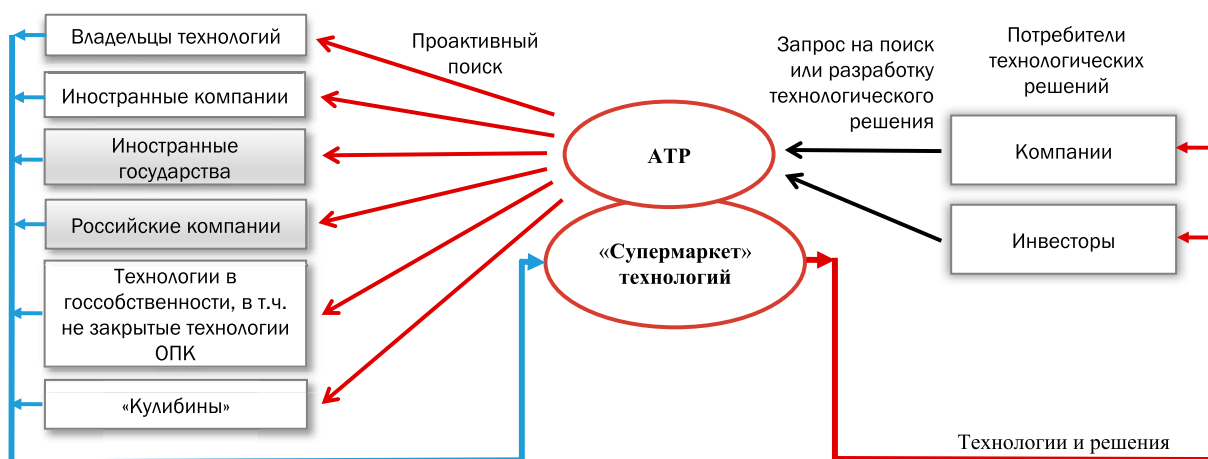 Владельцы технологий
Иностранные компании
Иностранные
государства
Российские компании
Технологии в
госсобственности, в т.ч.
не закрытые технологии
ОПК
«Кулибины»
Проактивный
поиск
АТР
«Супермаркет»
технологий
Запрос на поиск
или разработку
технологического
решения
Потребители
технологических
решений
Компании
Инвесторы
Технологии и решения